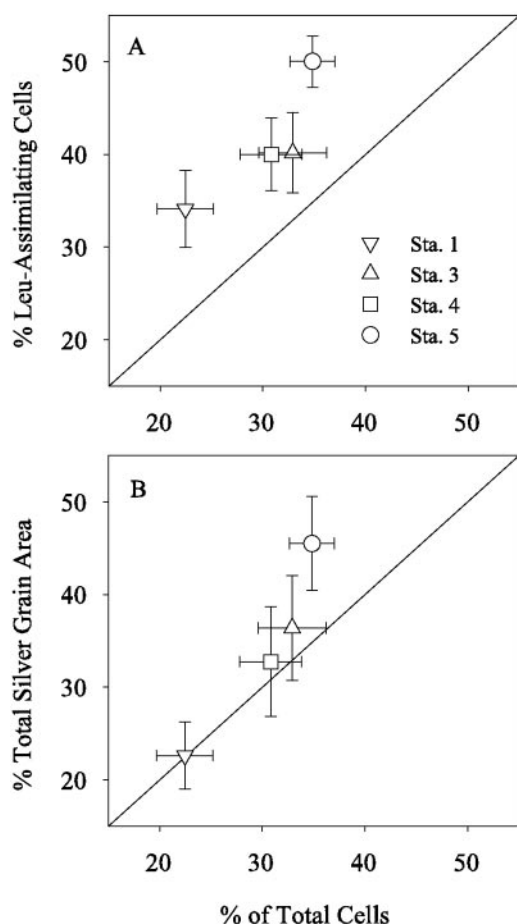 A
% Leu-Assimilating Cells
50
40
30
20
Sta. 1
Sta. 3
Sta. 4
Sta. 5
20 30 40 50
B
% Total Silver Grain Area
50
40
30
20
20 30 40 50
% of Total Cells